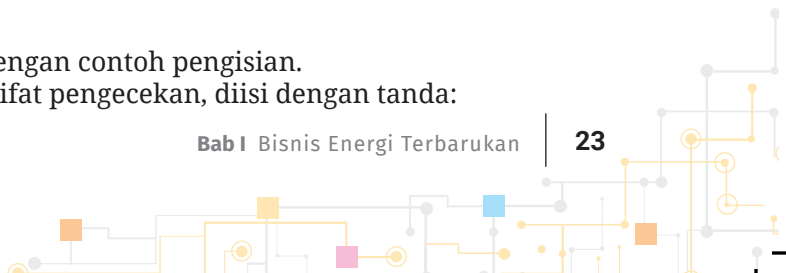 engan contoh pengisian.
ifat pengecekan, diisi dengan tanda:
Bab I Bisnis Energi Terbarukan 23